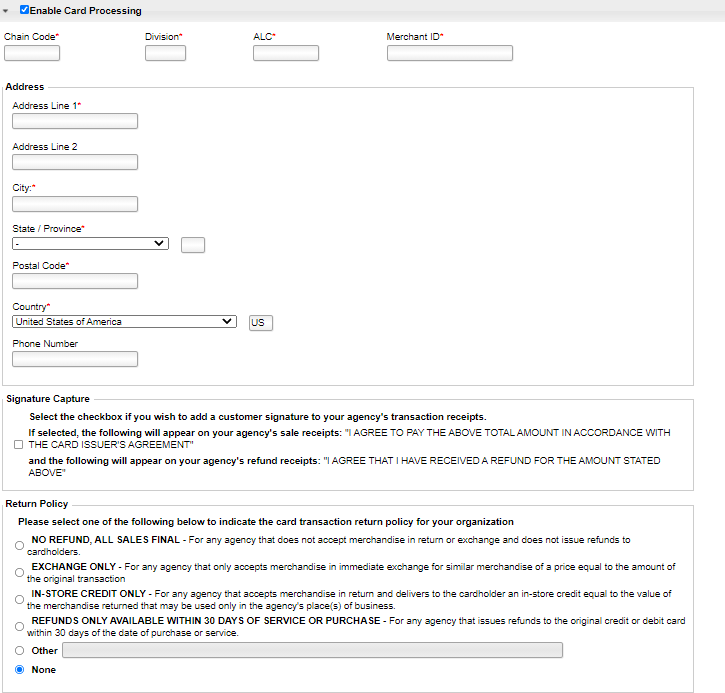 Enable Card Processing
Chain Code* Division* ALC* Merchant ID*
Address
Address Line 1*
Address Line 2
City:*
State / Province*
-
Postal Code*
Country*
United States of America US
Phone Number
Signature Capture
Select the checkbox if you wish to add a customer signature to your agency's transaction receipts.
If selected, the following will appear on your agency's sale receipts: "I AGREE TO PAY THE ABOVE TOTAL AMOUNT IN ACCORDANCE WITH
THE CARD ISSUER'S AGREEMENT"
and the following will appear on your agency's refund receipts: "I AGREE THAT I HAVE RECEIVED A REFUND FOR THE AMOUNT STATED
ABOVE"
Return Policy
Please select one of the following below to indicate the card transaction return policy for your organization
NO REFUND, ALL SALES FINAL - For any agency that does not accept merchandise in return or exchange and does not issue refunds to
cardholders.
EXCHANGE ONLY - For any agency that only accepts merchandise in immediate exchange for similar merchandise of a price equal to the amount of
the original transaction
IN-STORE CREDIT ONLY - For any agency that accepts merchandise in return and delivers to the cardholder an in-store credit equal to the value of
the merchandise returned that may be used only in the agency's place(s) of business.
REFUNDS ONLY AVAILABLE WITHIN 30 DAYS OF SERVICE OR PURCHASE - For any agency that issues refunds to the original credit or debit card
within 30 days of the date of purchase or service.
Other
None